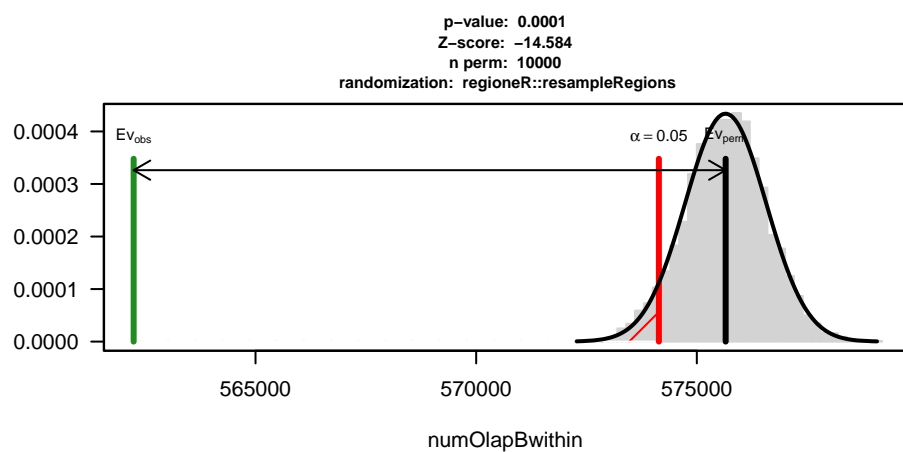 p−value: 0.0001
Z−score: −14.584
n perm: 10000
randomization: regioneR::resampleRegions
0.0004
0.0003
0.0002
0.0001
0.0000
Ev_obs
α = 0.05
Ev_perm
565000
570000
575000
numOlapBwithin